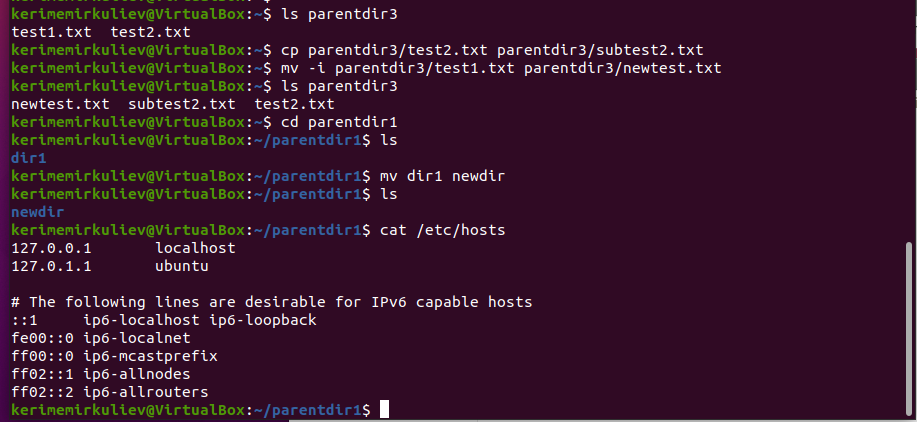 kerimemirkuliev@VirtualBox:~$ ls parentdir3
test1.txt  test2.txt
kerimemirkuliev@VirtualBox:~$ cp parentdir3/test2.txt parentdir3/subtest2.txt
kerimemirkuliev@VirtualBox:~$ mv -i parentdir3/test1.txt parentdir3/newtest.txt
kerimemirkuliev@VirtualBox:~$ ls parentdir3
newtest.txt  subtest2.txt  test2.txt
kerimemirkuliev@VirtualBox:~$ cd parentdir1
kerimemirkuliev@VirtualBox:~/parentdir1$ ls
dir1
kerimemirkuliev@VirtualBox:~/parentdir1$ mv dir1 newdir
kerimemirkuliev@VirtualBox:~/parentdir1$ ls
newdir
kerimemirkuliev@VirtualBox:~/parentdir1$ cat /etc/hosts
127.0.0.1       localhost
127.0.1.1       ubuntu

# The following lines are desirable for IPv6 capable hosts
::1     ip6-localhost ip6-loopback
fe00::0 ip6-localnet
ff00::0 ip6-mcastprefix
ff02::1 ip6-allnodes
ff02::2 ip6-allrouters
kerimemirkuliev@VirtualBox:~/parentdir1$